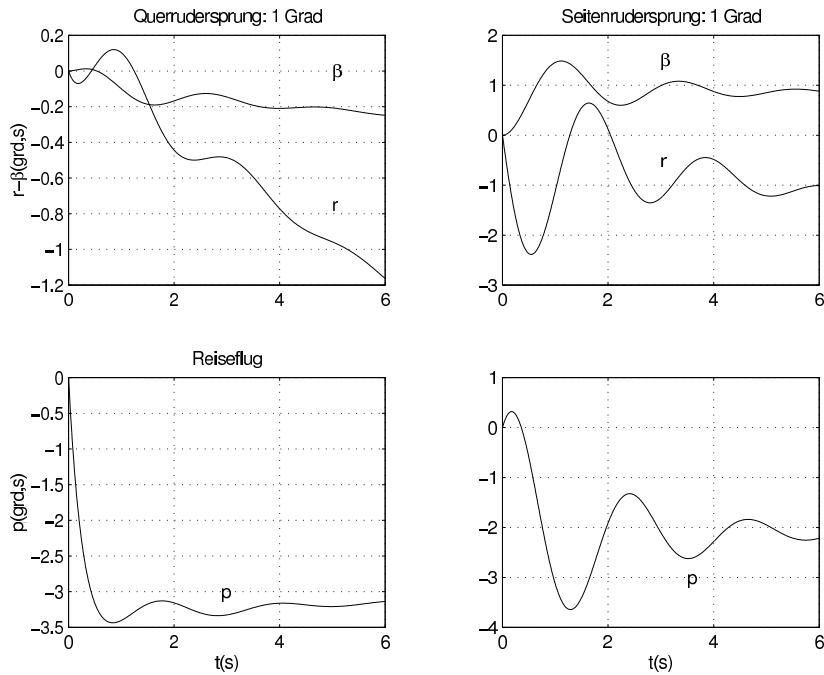 Querrudersprung: 1 Grad
0.2
0
−0.2
−0.4
−0.6
−0.8
−1
−1.2
r−β(grd,s)
β
r
0 2 4 6
Seitenrudersprung: 1 Grad
2
1
0
−1
−2
−3
β
r
0 2 4 6
Reiseflug
0
−0.5
−1
−1.5
−2
−2.5
−3
−3.5
p(grd,s)
p
0 2 4 6
t(s)
1
0
−1
−2
−3
−4
p
0 2 4 6
t(s)